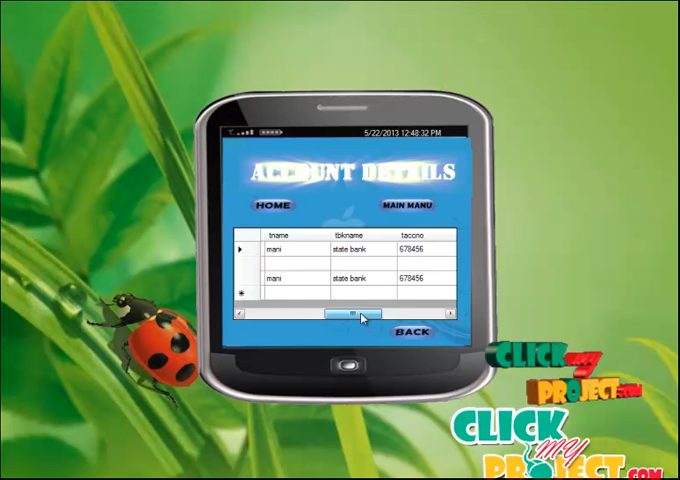 5/22/2013 12:48:32 PM
ACCOUNT DETAILS
HOME MAIN MANU
tname tbkname taccno
mani state bank 678456
mani state bank 678456
BACK
CLICK
my
PROJECT.COM
CLICK
MY
PROJECT.COM